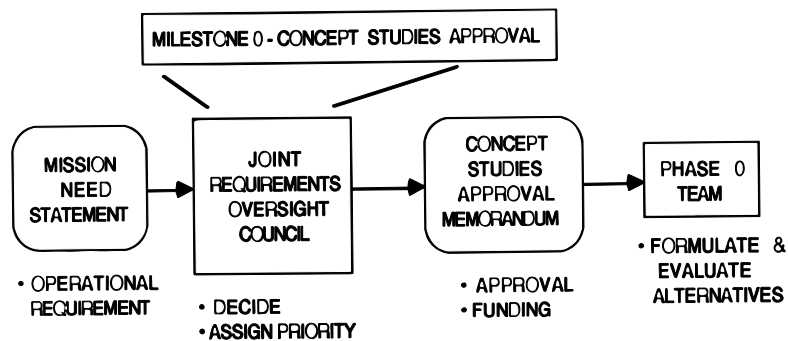 MILESTONE 0 - CONCEPT STUDIES APPROVAL
MISSION
NEED
STATEMENT
• OPERATIONAL
REQUIREMENT
JOINT
REQUIREMENTS
OVERSIGHT
COUNCIL
• DECIDE
• ASSIGN PRIORITY
CONCEPT
STUDIES
APPROVAL
MEMORANDUM
• APPROVAL
• FUNDING
PHASE 0
TEAM
• FORMULATE &
EVALUATE
ALTERNATIVES